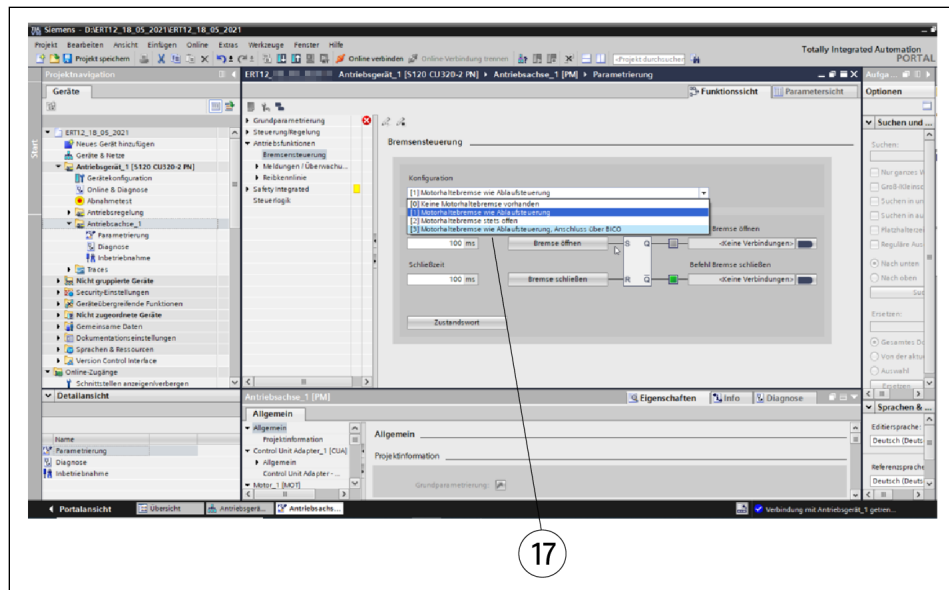 Siemens - D:\ERT12_18_05_2021\ERT12_18_05_2021
Projekt Bearbeiten Ansicht Einfügen Online Extras Werkzeuge Fenster Hilfe
Totally Integrated Automation
PORTAL
Projekt speichern
Online verbinden
Online-Verbindung trennen
<Projekt durchsuchen>
Projektnavigation
ERT12_
Antriebsgerät_1 [S120 CU320-2 PN] Antriebsachse_1 [PM] Parametrierung
Aufga...
Geräte
Funktionssicht
Parametersicht
Optionen
Start
ERT12_18_05_2021
Neues Gerät hinzufügen
Geräte & Netze
Antriebsgerät_1 [S120 CU320-2 PN]
Gerätekonfiguration
Online & Diagnose
Abnahmetest
Antriebsregelung
Antriebsachse_1
Parametrierung
Diagnose
Inbetriebnahme
Traces
Nicht gruppierte Geräte
Security-Einstellungen
Geräteübergreifende Funktionen
Nicht zugeordnete Geräte
Gemeinsame Daten
Dokumentationseinstellungen
Sprachen & Ressourcen
Version Control Interface
Online-Zugänge
Schnittstellen anzeigen/verbergen
Grundparametrierung
Steuerung/Regelung
Antriebsfunktionen
Bremsensteuerung
Meldungen / Überwachu...
Reibkennlinie
Safety Integrated
Steuerlogik
Bremsensteuerung
Konfiguration
[1] Motorhaltebremse wie Ablaufsteuerung
[0] Keine Motorhaltebremse vorhanden
[1] Motorhaltebremse wie Ablaufsteuerung
[2] Motorhaltebremse stets offen
[3] Motorhaltebremse wie Ablaufsteuerung, Anschluss über BICO
Bremse öffnen
100 ms
Bremse öffnen
S Q
<Keine Verbindungen>
Schließzeit
Befehl Bremse schließen
100 ms
Bremse schließen
R Q
<Keine Verbindungen>
Zustandswort
Suchen und ...
Suchen:
Nur ganzes W
Groß-/Kleinsc
Suchen in un
Suchen in au
Platzhalterzei
Reguläre Aus
Nach unten
Nach oben
Suc
Ersetzen:
Gesamtes Do
Von der aktue
Auswahl
Ersetzen
Detailansicht
Name
Parametrierung
Diagnose
Inbetriebnahme
Antriebsachse_1 [PM]
Eigenschaften
Info
Diagnose
Allgemein
Allgemein
Projektinformation
Control Unit Adapter_1 [CUA]
Allgemein
Control Unit Adapter - ...
Motor_1 [MOT]
Allgemein
Projektinformation
Grundparametrierung:
Sprachen & ...
Editiersprache:
Deutsch (Deuts
Referenzsprache
Deutsch (Deuts
Portalansicht
Übersicht
Antriebsgerä...
Antriebsachs...
Verbindung mit Antriebsgerät_1 getren...
17